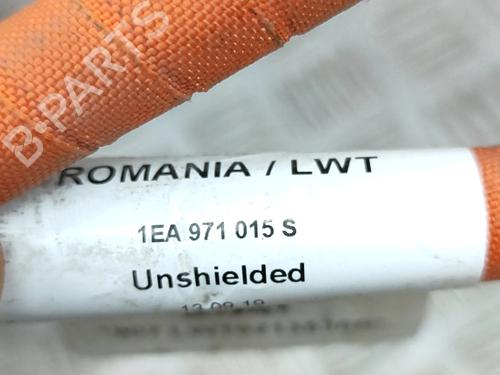 B-PARTS
ROMANIA / LWT
1EA 971 015 S
Unshielded